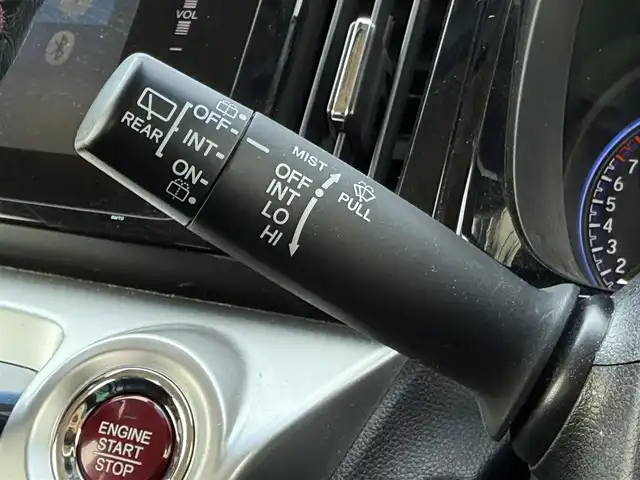 VOL
REAR
OFF
INT
ON
MIST
OFF
INT
LO
HI
PULL
AUTO
ENGINE
START
STOP
7
6
5
4
3
2